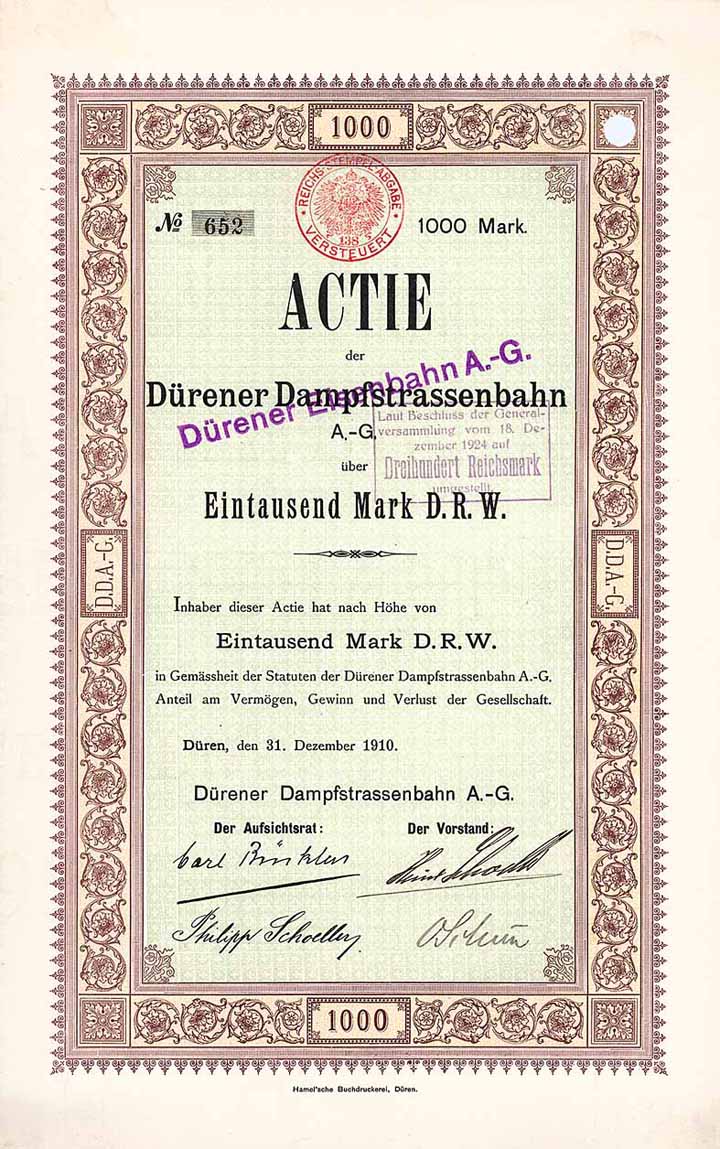 1000
REICHSSTEMPELABGABE
138
VERSTEUERT
№ 652
1000 Mark.
ACTIE
der
Dürener Dampfstrassenbahn
Dürener Eisenbahn A.-G.
A.-G.
Laut Beschluss der General-
versammlung vom 18. De-
zember 1924 auf
Dreihundert Reichsmark
umgestellt
über
Eintausend Mark D. R. W.
D.D.A.-G.
D.D.A.-G.
Inhaber dieser Actie hat nach Höhe von
Eintausend Mark D. R. W.
in Gemässheit der Statuten der Dürener Dampfstrassenbahn A.-G.
Anteil am Vermögen, Gewinn und Verlust der Gesellschaft.
Düren, den 31. Dezember 1910.
Dürener Dampfstrassenbahn A.-G.
Der Aufsichtsrat:
Der Vorstand:
Carl
Philipp Schoeller
1000
Hamel'sche Buchdruckerei, Düren.